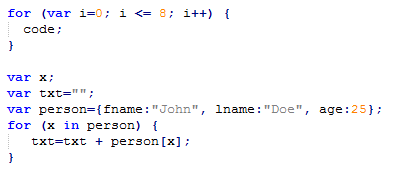 for (var i=0; i <= 8; i++) {
  code;
}

var x;
var txt="";
var person={fname:"John", lname:"Doe", age:25};
for (x in person) {
   txt=txt + person[x];
}